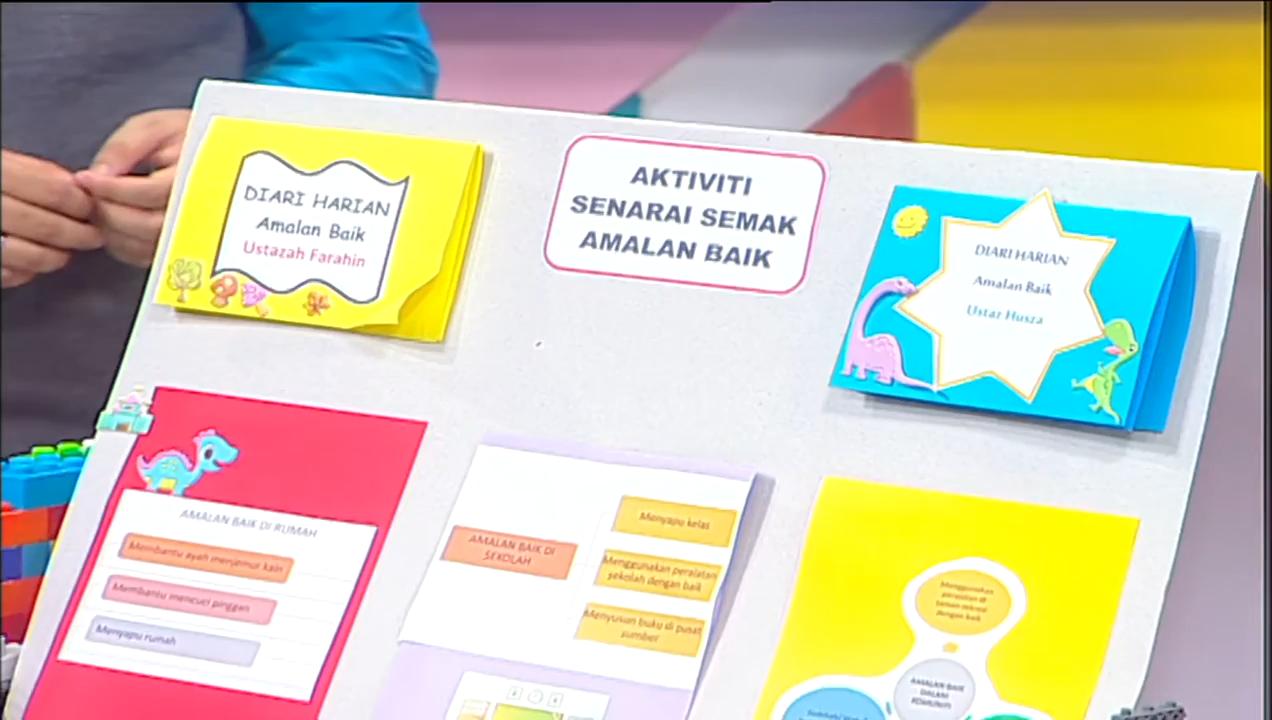 DIARI HARIAN
Amalan Baik
Ustazah Farahin
AKTIVITI
SENARAI SEMAK
AMALAN BAIK
DIARI HARIAN
Amalan Baik
Ustaz Husza
AMALAN BAIK DI RUMAH
Membantu ayah menjemur kain
Membantu mencuci pinggan
Menyapu rumah
AMALAN BAIK DI
SEKOLAH
Menyapu kelas
Menggunakan peralatan
sekolah dengan baik
Menyusun buku di pusat
sumber
Menggunakan
peralatan di
taman rekreasi
dengan baik
AMALAN BAIK
DALAM
KOMUNITI